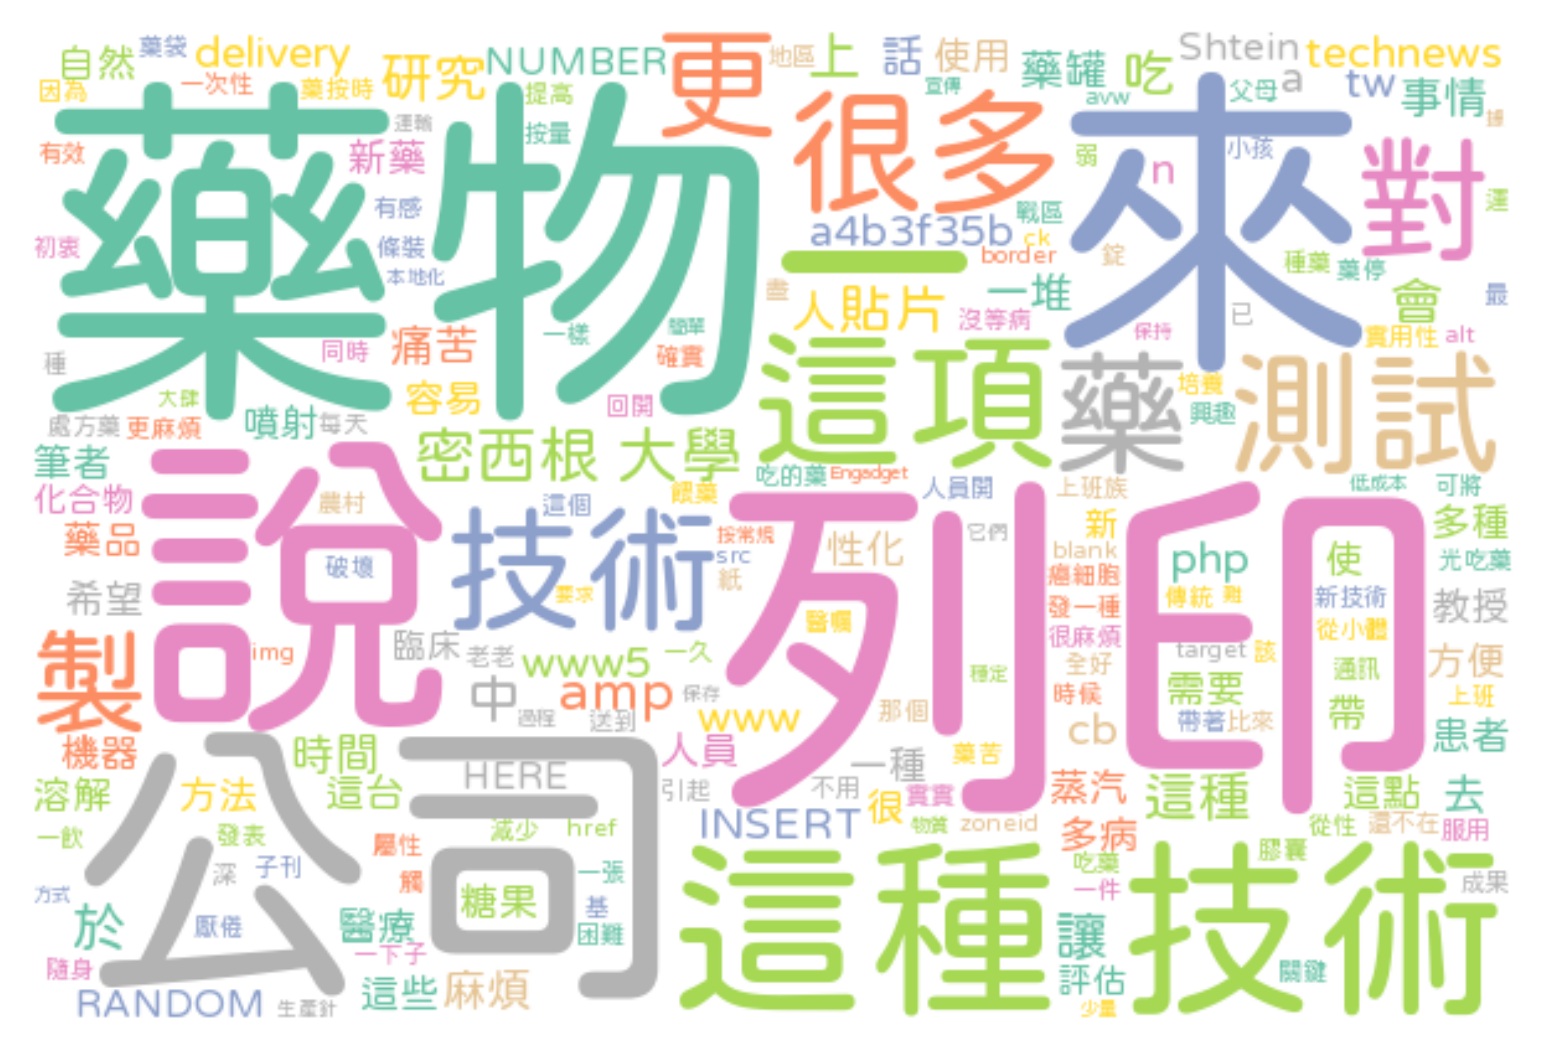 自然 藥袋 delivery 研究 NUMBER 更 地區 上 話 使用 藥罐 吃 Shtein technews
因為 一次性 藥按時 提高 宣傳 avw 父母 a tw 事情
藥物 運輸 按量 很多 來 弱 n 小孩 對
有效 新藥 有感 a4b3f35b 戰區 ck 運
初衷 條裝 本地化 一 border 錠 種藥 藥停
盡 一堆 會 最
人貼片 沒等病 保持 已 實用性 alt
種 同時 痛苦 一樣 簡單 確實 這項 藥 測試
大肆 容易 回開 培養 興趣
處方藥 更麻煩 噴射 每天 密西根 大學
筆者 吃的藥 Engadget 人員開 上班族 低成本 可將
化合物 說 農村 這個 餵藥 列印 它們 新 多種
藥品 破壞 技術 按常規 src 性化 blank php 使 光吃藥
希望 要求 紙 癌細胞 傳統 難 新技術 教授
製 img 臨床 老老 www5 一久 醫囑 發一種 從小體
很麻煩 target 該 方便
中 amp 保存 穩定 全好 需要 通訊 上班
過程 送到 www 那個 時候 帶
機器 時間 人員 cb 帶著 比來 患者
公司 HERE 一種 藥苦
溶解 方法 這台 引起 不用 很 實實 蒸汽 這種 這點 去
一飲 發表 減少 href INSERT 物質 zoneid 多病 從性 還不在 服用
屬性 深 子刊 觸 一張 這種技術 吃藥 膠囊
方式 糖果 基 一件 成果
於 厭倦 醫療 困難 讓
隨身 一下子 評估 關鍵
RANDOM 生產針 這些 麻煩 少量